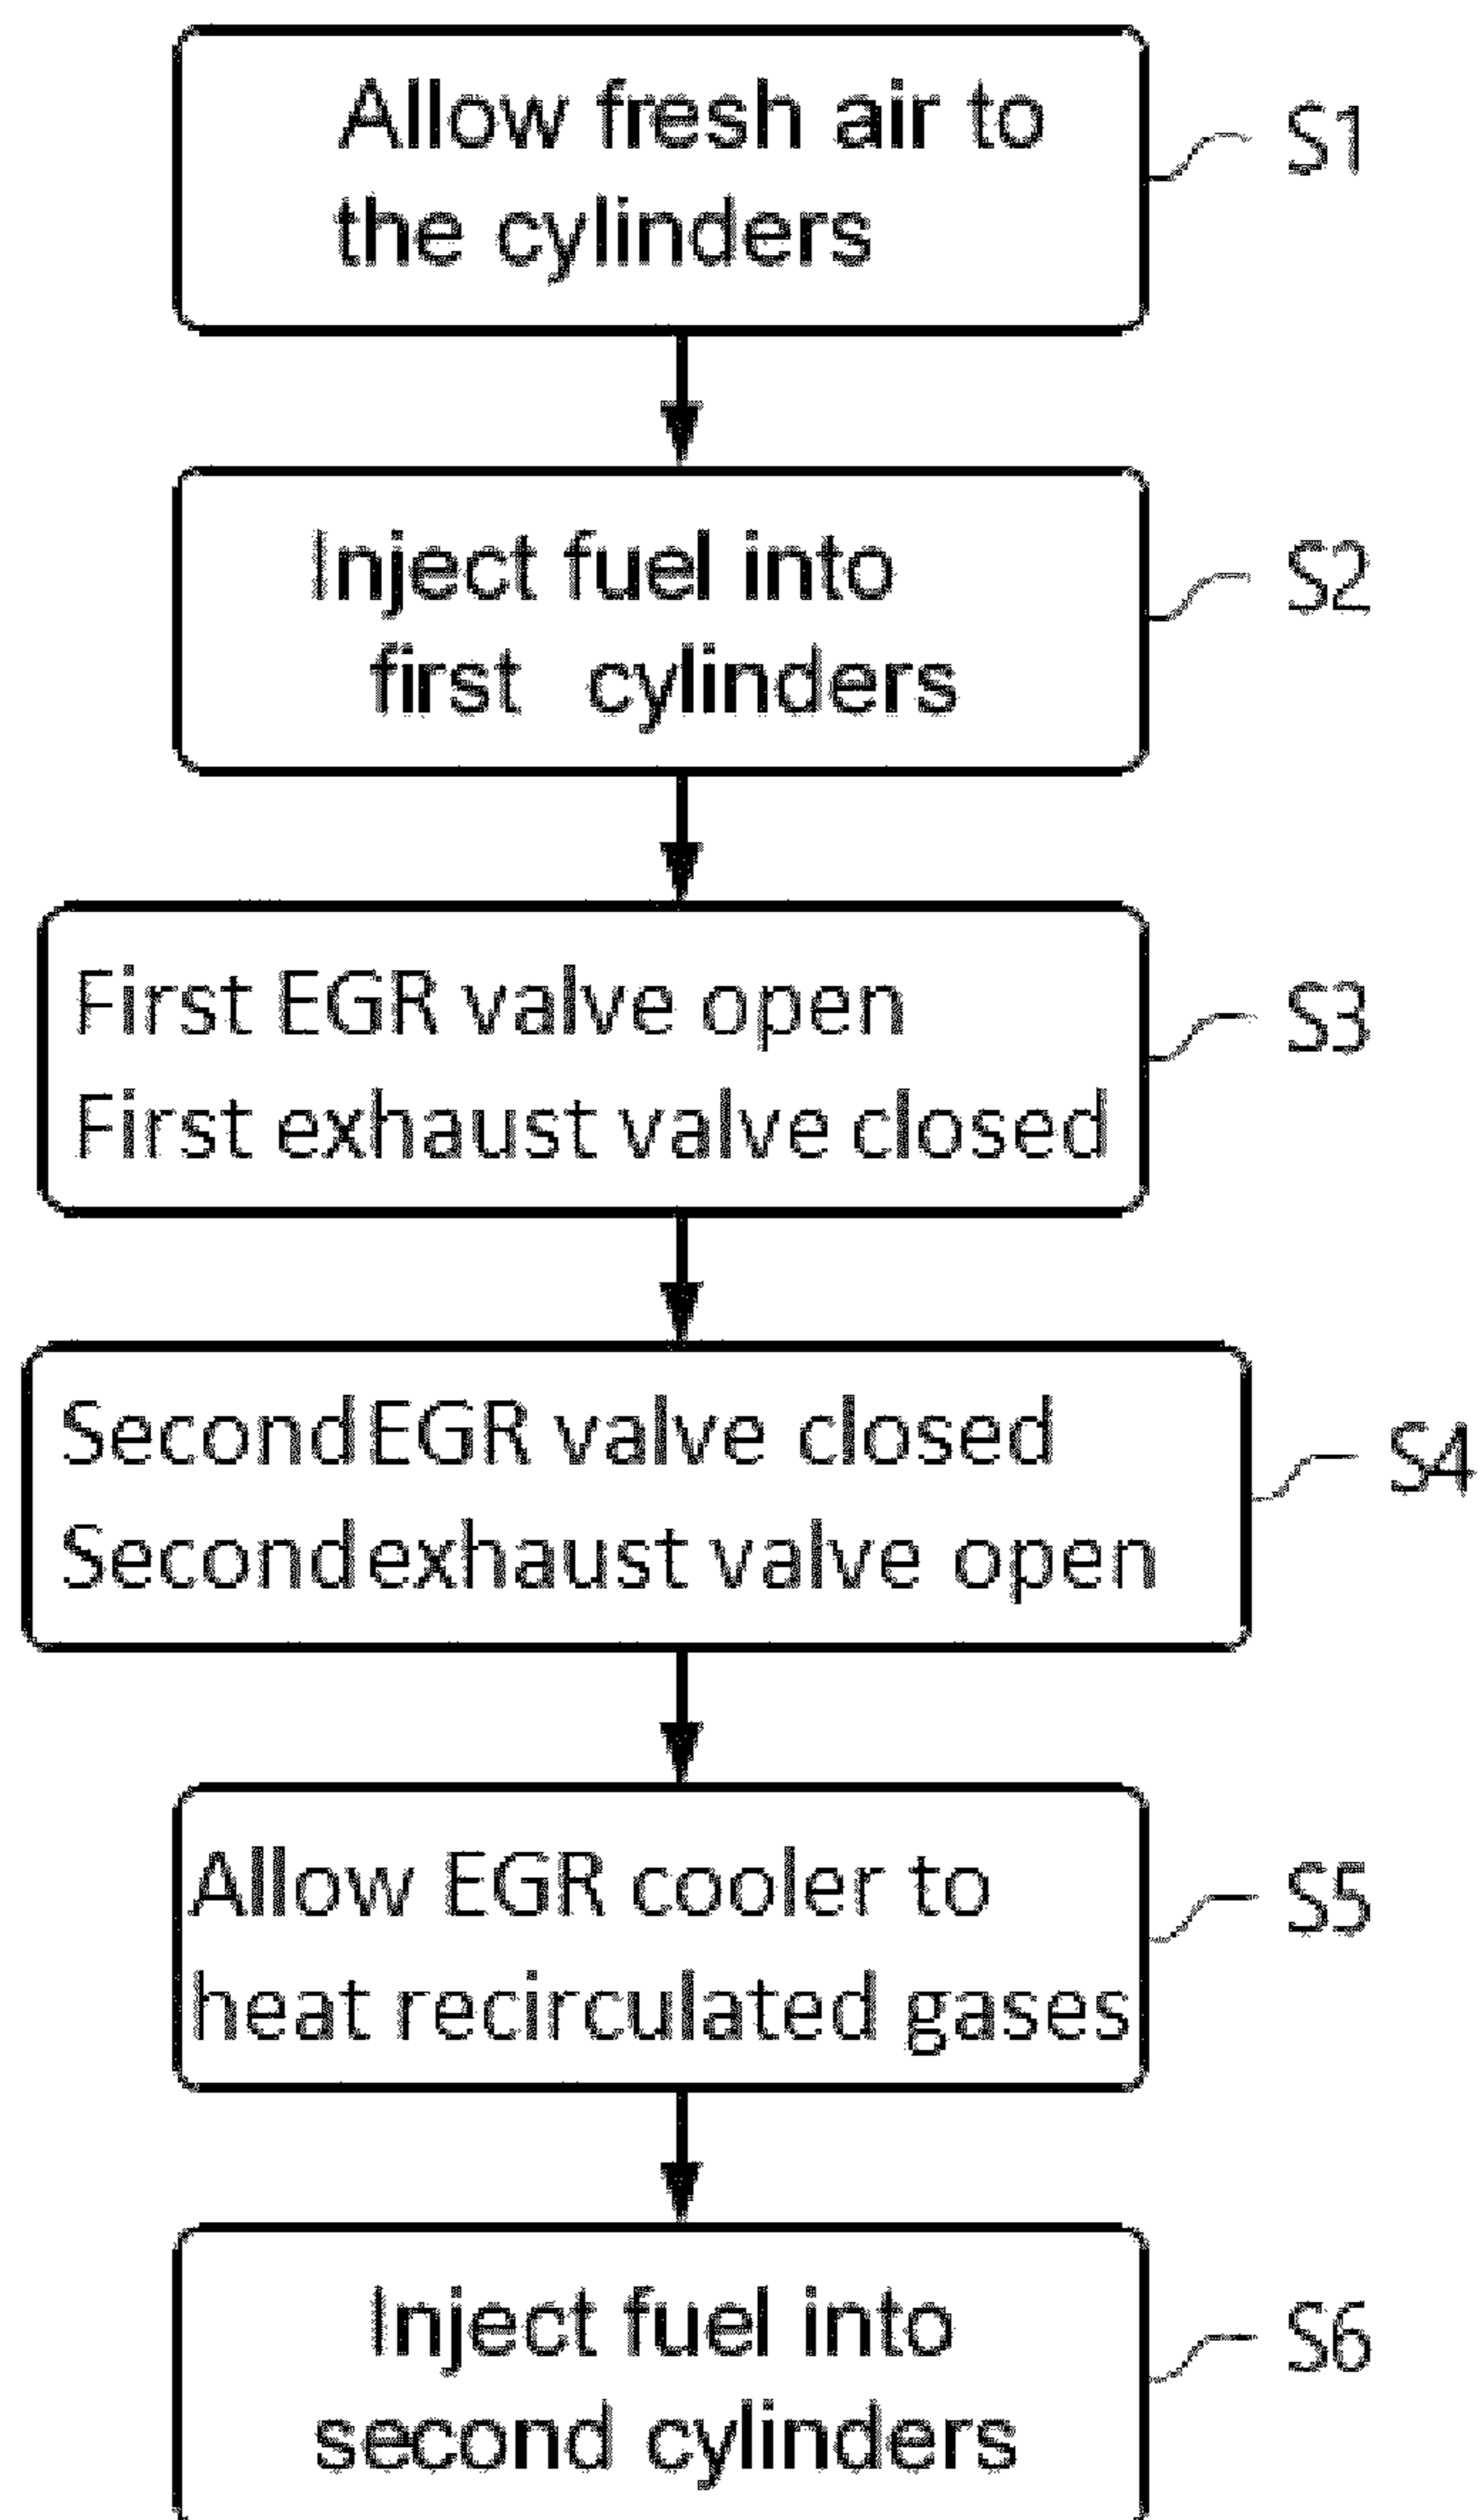 Allow fresh air to
the cylinders
S1
Inject fuel into
first cylinders
S2
First EGR valve open
First exhaust valve closed
S3
Second EGR valve closed
Second exhaust valve open
S4
Allow EGR cooler to
heat recirculated gases
S5
Inject fuel into
second cylinders
S6